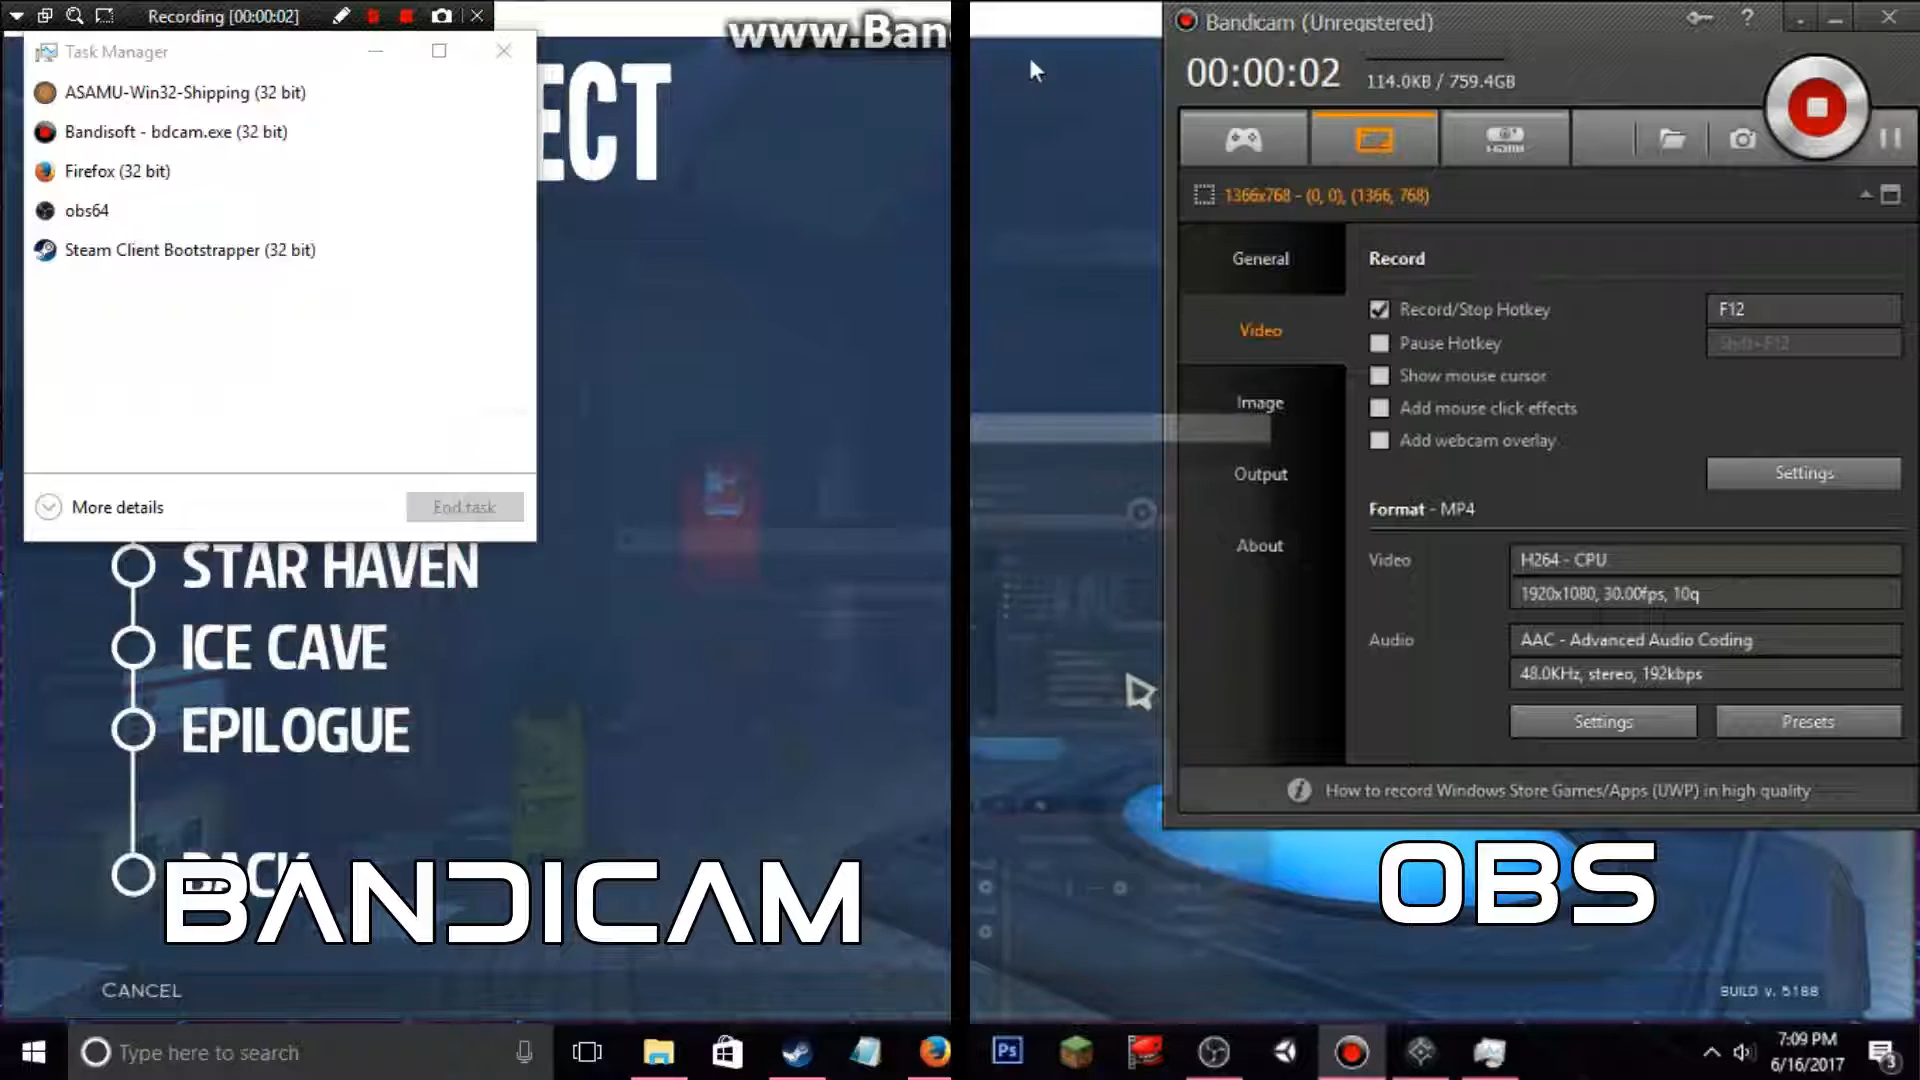 Recording [00:00:02]
www.Ban
Task Manager
ASAMU-Win32-Shipping (32 bit)
Bandisoft - bdcam.exe (32 bit)
Firefox (32 bit)
obs64
Steam Client Bootstrapper (32 bit)
More details
End task
ECT
STAR HAVEN
ICE CAVE
EPILOGUE
BACK
BANDICAM
CANCEL
Bandicam (Unregistered)
?
00:00:02
114.0KB / 759.4GB
HDMI
1366x768 - (0, 0), (1366, 768)
General
Video
Image
Output
About
Record
Record/Stop Hotkey
F12
Pause Hotkey
Shift+F12
Show mouse cursor
Add mouse click effects
Add webcam overlay
Settings
Format - MP4
Video
H264 - CPU
1920x1080, 30.00fps, 10q
Audio
AAC - Advanced Audio Coding
48.0KHz, stereo, 192kbps
Settings
Presets
How to record Windows Store Games/Apps (UWP) in high quality
OBS
BUILD v. 5188
Type here to search
Ps
7:09 PM
6/16/2017
3